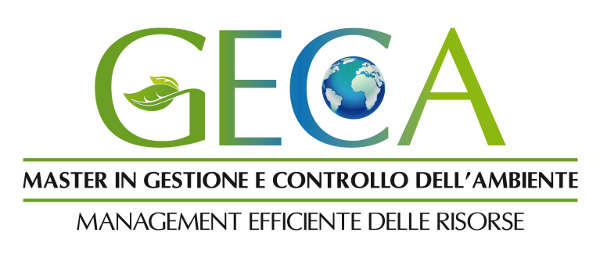 GECA
MASTER IN GESTIONE E CONTROLLO DELL'AMBIENTE
MANAGEMENT EFFICIENTE DELLE RISORSE